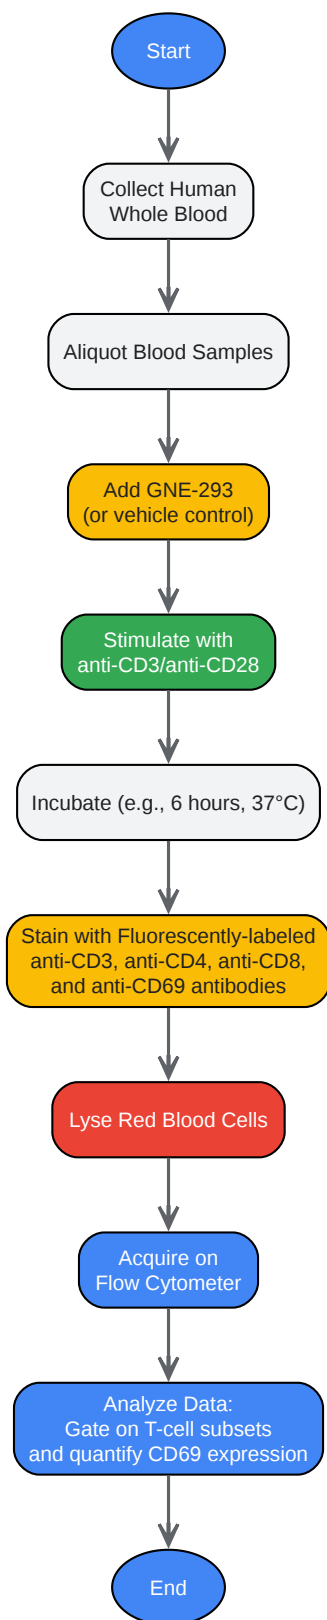 Start
Collect Human
Whole Blood
Aliquot Blood Samples
Add GNE-293
(or vehicle control)
Stimulate with
anti-CD3/anti-CD28
Incubate (e.g., 6 hours, 37°C)
Stain with Fluorescently-labeled
anti-CD3, anti-CD4, anti-CD8,
and anti-CD69 antibodies
Lyse Red Blood Cells
Acquire on
Flow Cytometer
Analyze Data:
Gate on T-cell subsets
and quantify CD69 expression
End